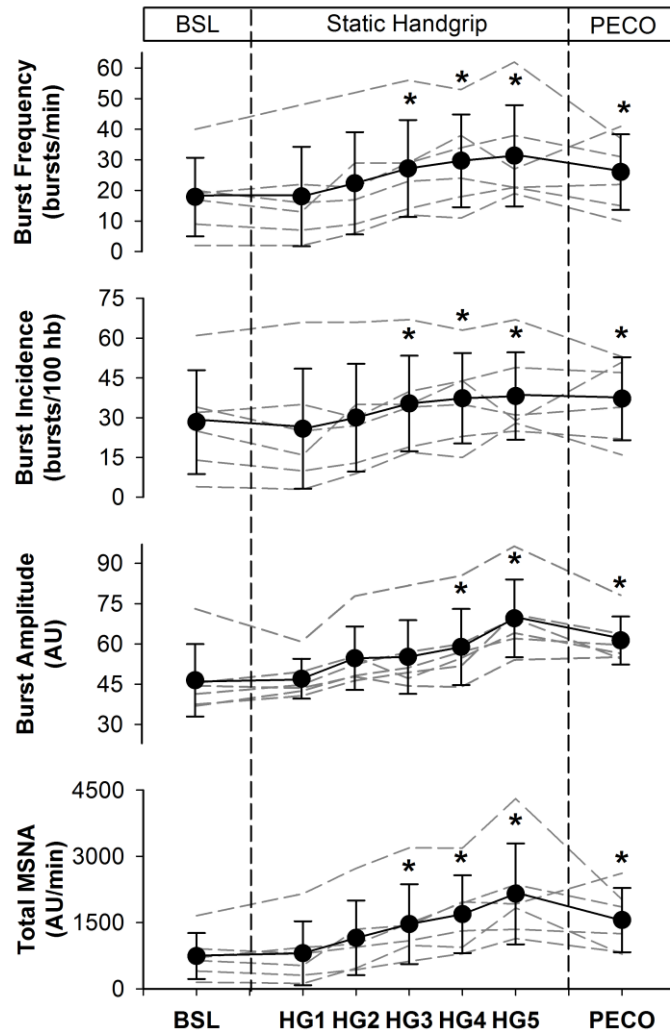 BSL Static Handgrip PECO
Burst Frequency
(bursts/min)
60
50
40
30
20
10
0
* * * *
Burst Incidence
(bursts/100 hb)
75
60
45
30
15
0
* * * *
Burst Amplitude
(AU)
90
75
60
45
30
* * *
Total MSNA
(AU/min)
4500
3000
1500
0
* * * *
BSL HG1 HG2 HG3 HG4 HG5 PECO